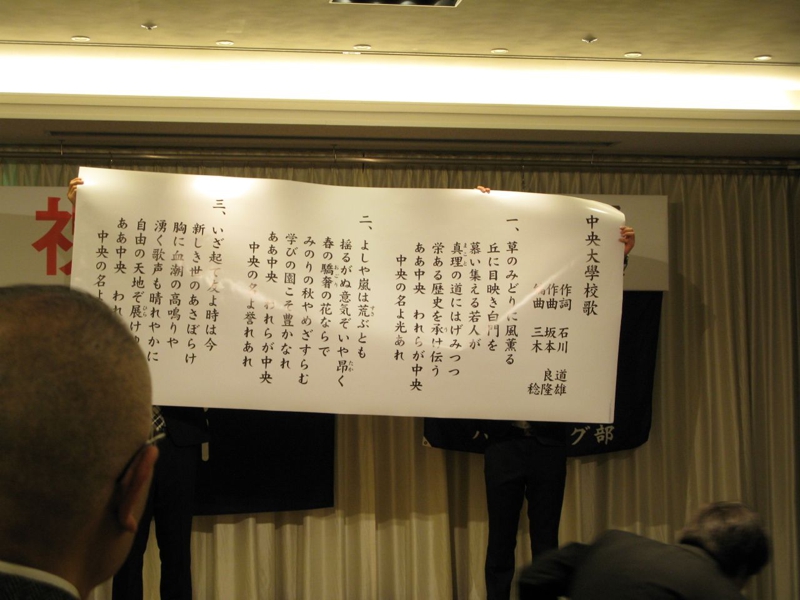 中央大學校歌
作詞 石川 道雄
作曲 坂本 良隆
曲 三木 稔
一、草のみどりに風薫る
丘に目映き白門を
慕い集える若人が
真理の道にはげみつつ
栄ある歴史を承け伝う
ああ中央 われらが中央
中央の名よ光あれ
二、よしや嵐は荒ぶとも
揺るがぬ意気ぞいや昂く
春の驕奢の花ならで
みのりの秋やめざすらむ
学びの園こそ豊かなれ
ああ中央 われらが中央
中央の名よ誉れあれ
三、いざ起て友よ時は今
新しき世のあさぼらけ
胸に血潮の高鳴りや
湧く歌声も晴れやかに
自由の天地ぞ展け
ああ中央 われ
中央の名よ
祝
グ部